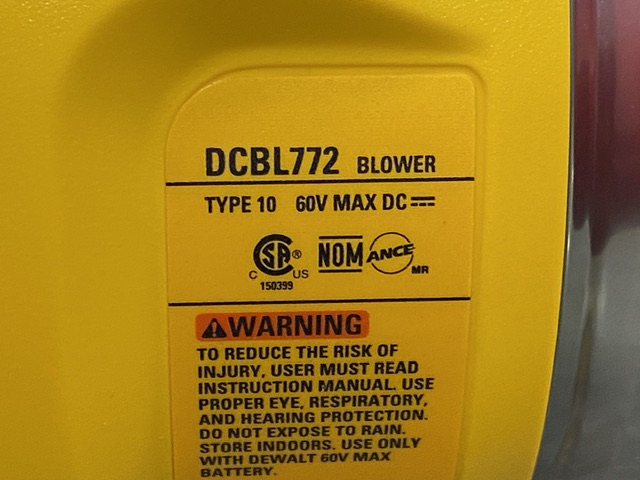 DCBL772 BLOWER
TYPE 10 60V MAX DC
CSA®
C US
150399
NOM
ANCE
MR
WARNING
TO REDUCE THE RISK OF
INJURY, USER MUST READ
INSTRUCTION MANUAL. USE
PROPER EYE, RESPIRATORY,
AND HEARING PROTECTION.
DO NOT EXPOSE TO RAIN.
STORE INDOORS. USE ONLY
WITH DEWALT 60V MAX
BATTERY.